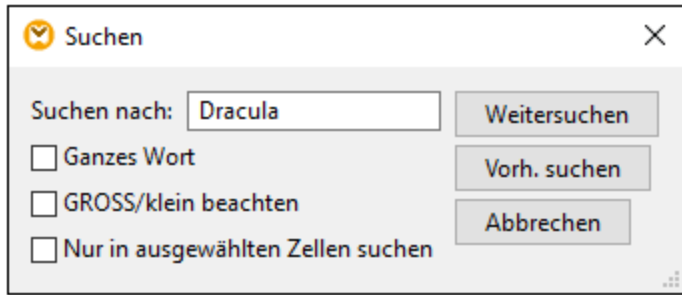 Suchen
Suchen nach: Dracula
Weitersuchen
Ganzes Wort
Vorh. suchen
GROSS/klein beachten
Abbrechen
Nur in ausgewählten Zellen suchen